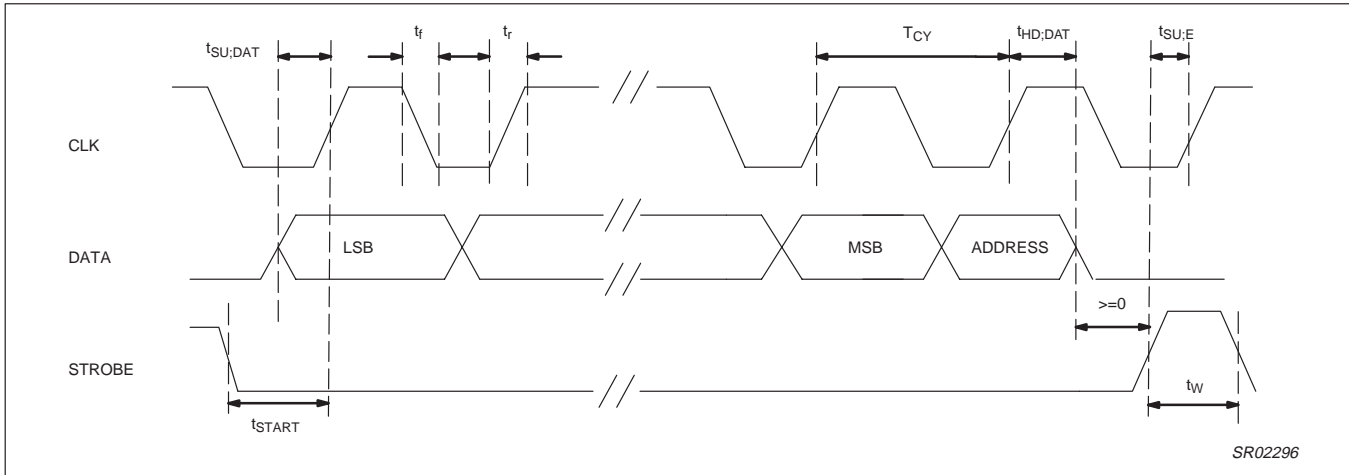 tSU;DAT
tf
tr
TCY
tHD;DAT
tSU;E
CLK
DATA
LSB
MSB
ADDRESS
>=0
STROBE
tSTART
tW
SR02296